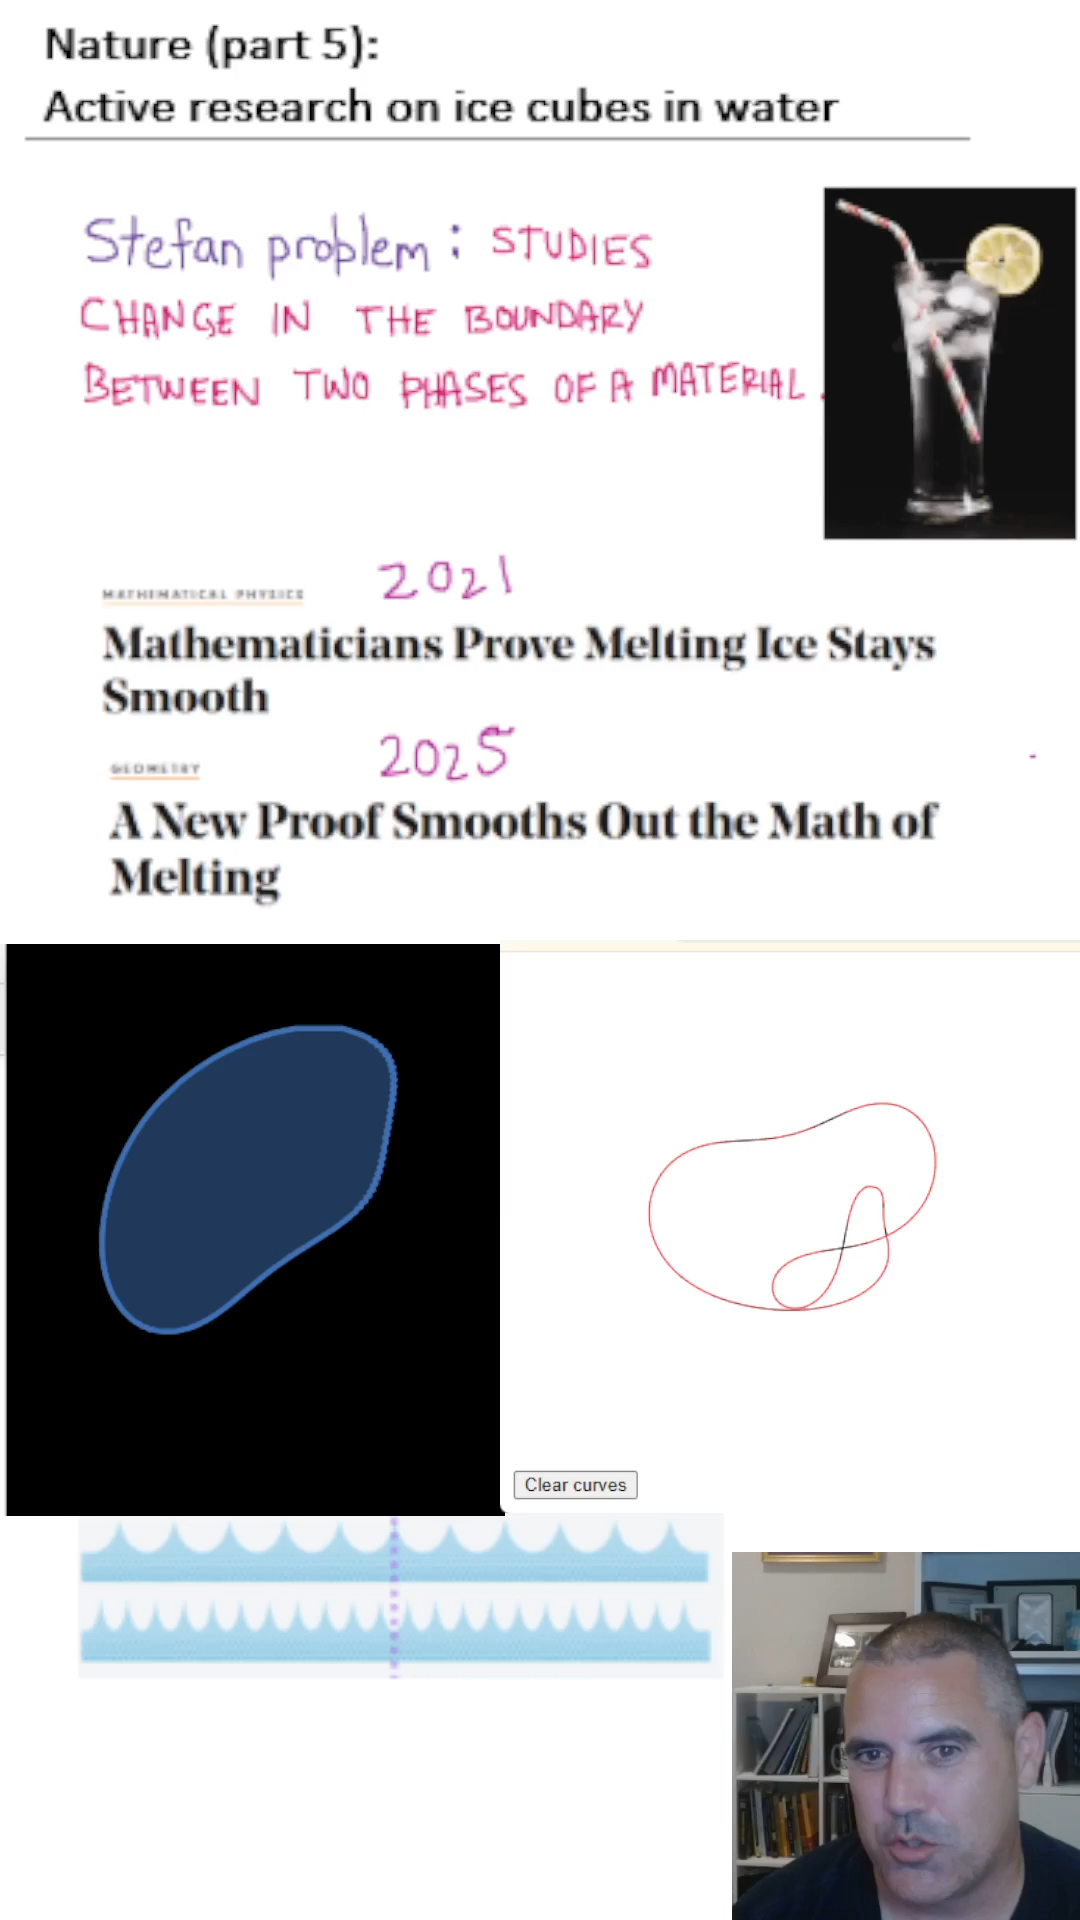 Nature (part 5):
Active research on ice cubes in water
Stefan problem: STUDIES
CHANGE IN THE BOUNDARY
BETWEEN TWO PHASES OF A MATERIAL.
2021
MATHEMATICAL PHYSICS
Mathematicians Prove Melting Ice Stays
Smooth
2025
GEOMETRY
A New Proof Smooths Out the Math of
Melting
Clear curves